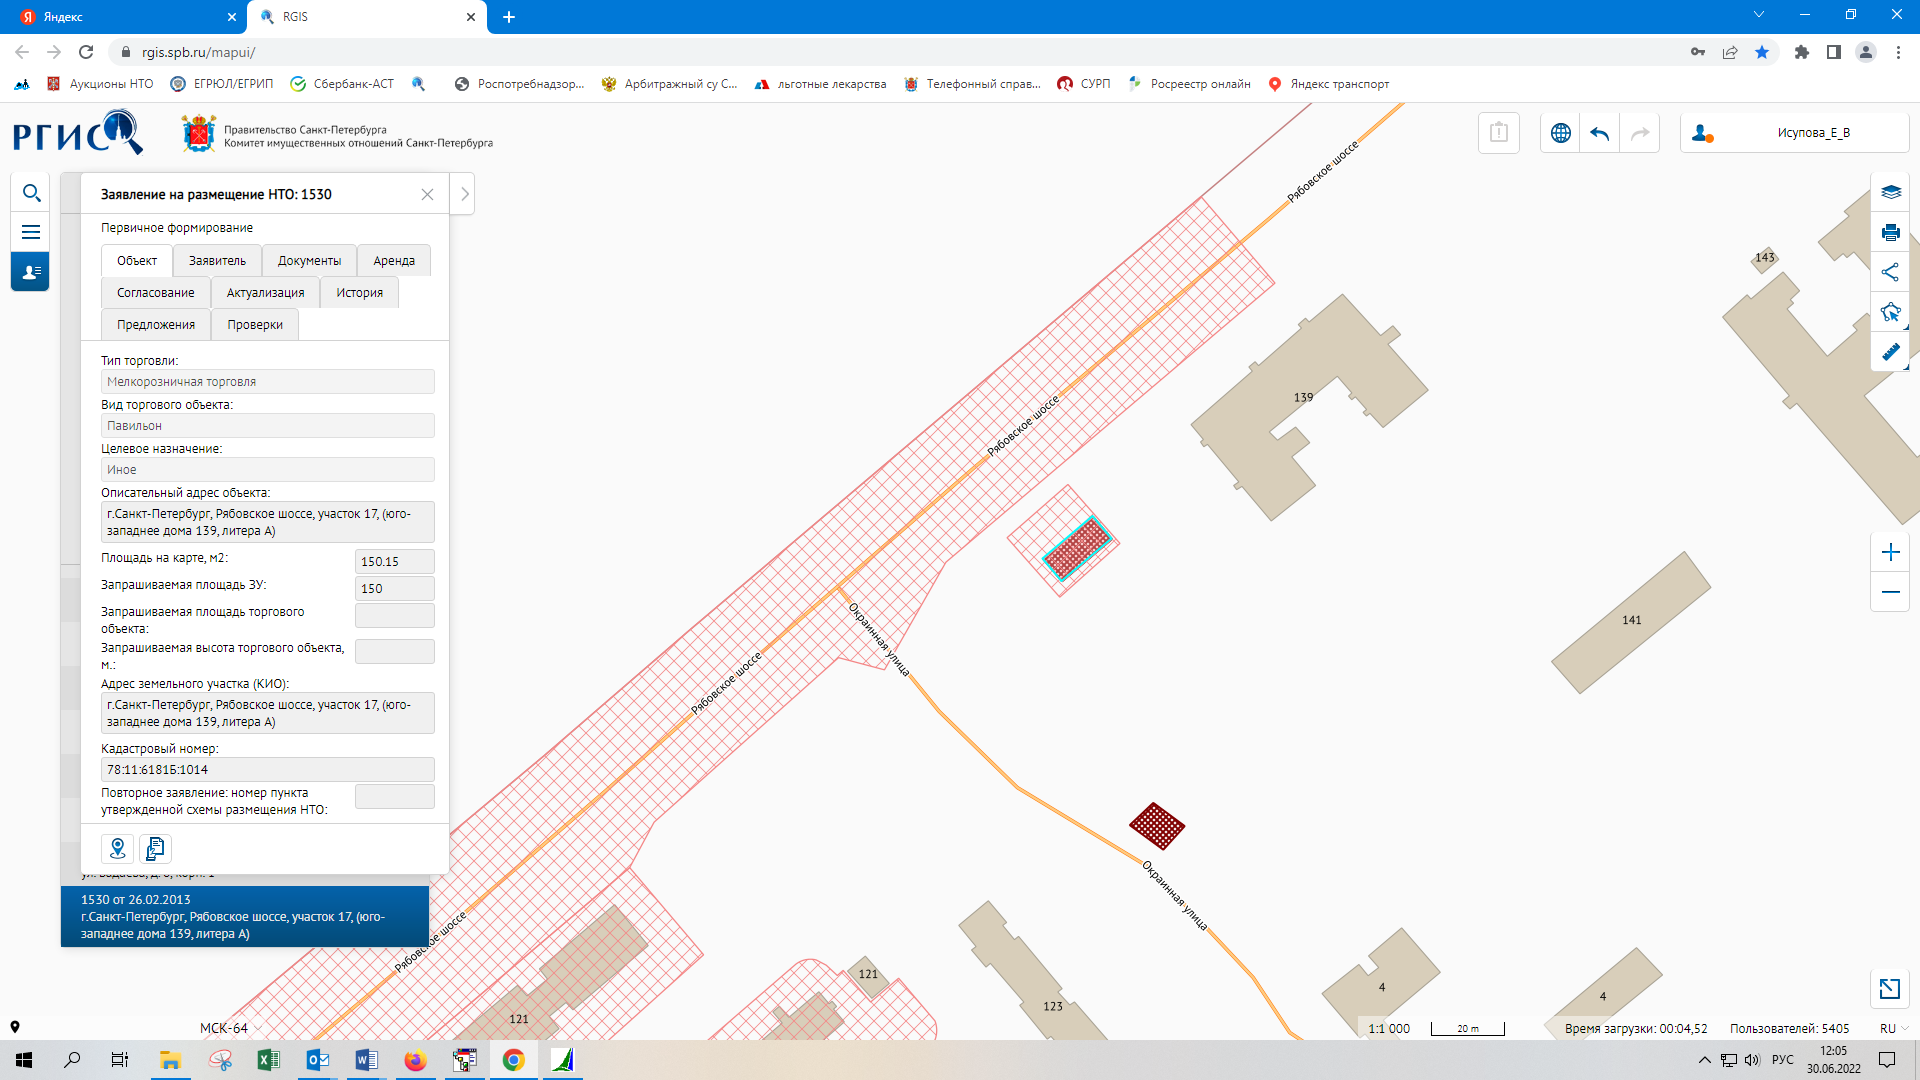 Яндекс
RGIS
rgis.spb.ru/mapui/
Аукционы НТО
ЕГРЮЛ/ЕГРИП
Сбербанк-АСТ
Роспотребнадзор...
Арбитражный су С...
льготные лекарства
Телефонный справ...
СУРП
Росреестр онлайн
Яндекс транспорт
РГИС
Правительство Санкт-Петербурга
Комитет имущественных отношений Санкт-Петербурга
Исупова_Е_В
Заявление на размещение НТО: 1530
Первичное формирование
Объект
Заявитель
Документы
Аренда
Согласование
Актуализация
История
Предложения
Проверки
Тип торговли:
Мелкорозничная торговля
Вид торгового объекта:
Павильон
Целевое назначение:
Иное
Описательный адрес объекта:
г.Санкт-Петербург, Рябовское шоссе, участок 17, (юго-
западнее дома 139, литера А)
Площадь на карте, м2:
150.15
Запрашиваемая площадь ЗУ:
150
Запрашиваемая площадь торгового
объекта:
Запрашиваемая высота торгового объекта,
м.:
Адрес земельного участка (КИО):
г.Санкт-Петербург, Рябовское шоссе, участок 17, (юго-
западнее дома 139, литера А)
Кадастровый номер:
78:11:6181Б:1014
Повторное заявление: номер пункта
утвержденной схемы размещения НТО:
1530 от 26.02.2013
г.Санкт-Петербург, Рябовское шоссе, участок 17, (юго-
западнее дома 139, литера А)
Рябовское шоссе
143
139
Рябовское шоссе
Окраинная улица
141
Рябовское шоссе
Окраинная улица
Рябовское шоссе
121
121
123
4
4
МСК-64
1:1 000
20 m
Время загрузки: 00:04,52
Пользователей: 5405
RU
РУС
12:05
30.06.2022